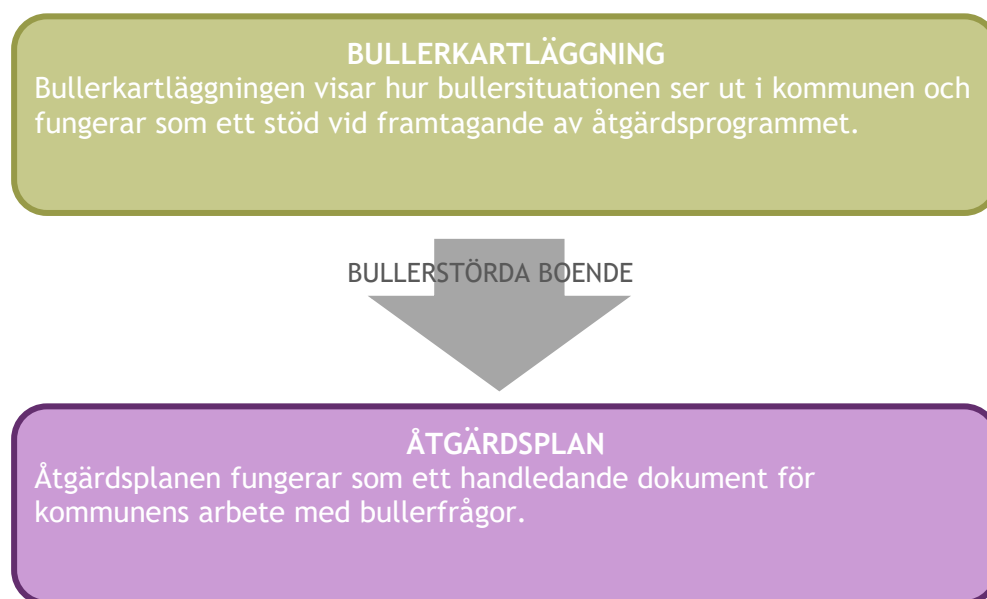 BULLERKARTLÄGGNING
Bullerkartläggningen visar hur bullersituationen ser ut i kommunen och
fungerar som ett stöd vid framtagande av åtgärdsprogrammet.
BULLERSTÖRDA BOENDE
ÅTGÄRDSPLAN
Åtgärdsplanen fungerar som ett handledande dokument för
kommunens arbete med bullerfrågor.